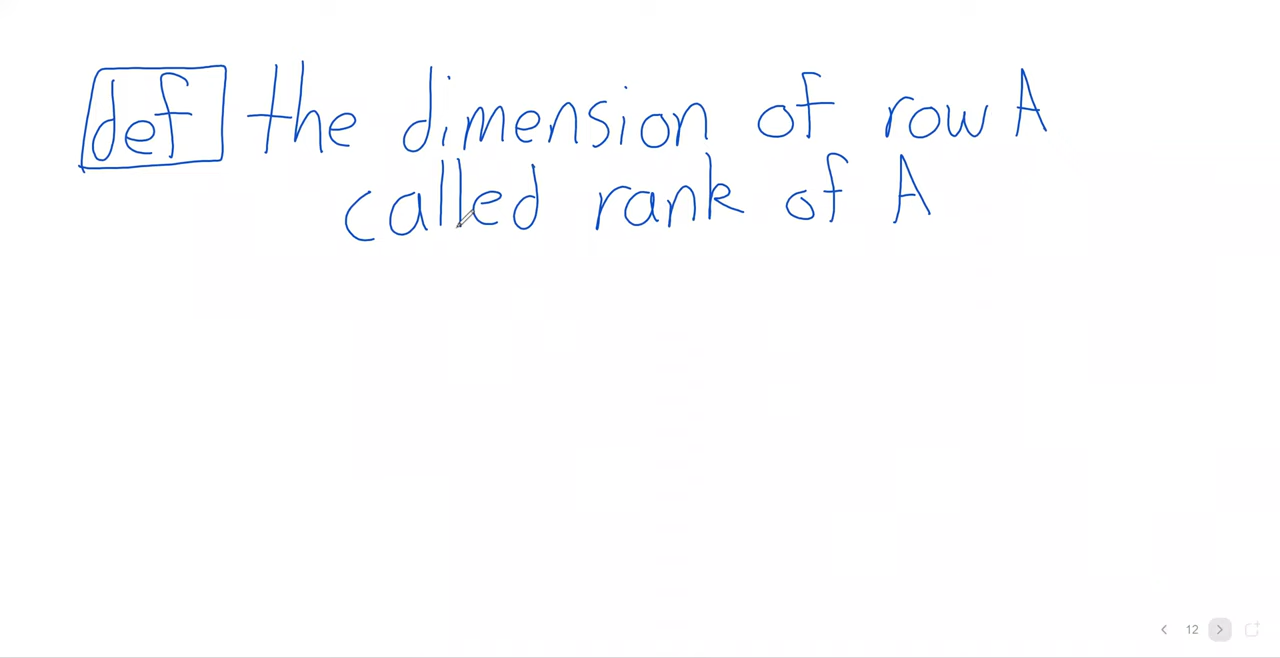 def the dimension of row A
called rank of A
12